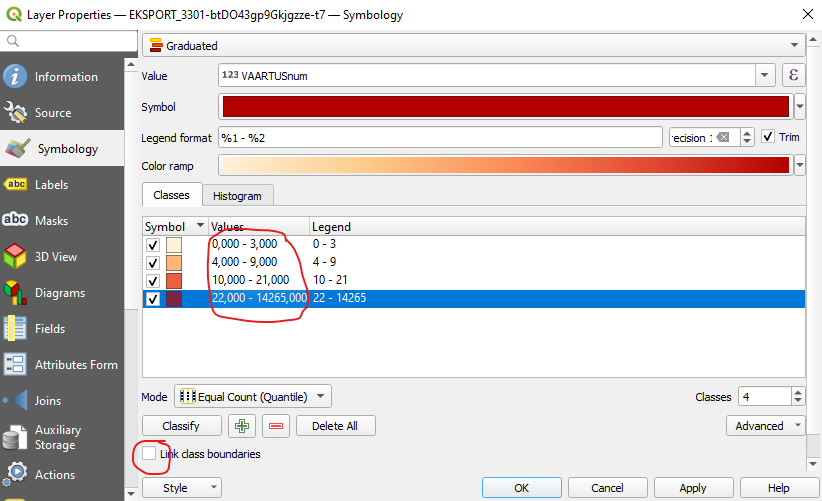 Layer Properties — EKSPORT_3301-btDO43gp9Gkjgzze-t7 — Symbology
Information
Source
Symbology
abc Labels
abc Masks
3D View
Diagrams
Fields
Attributes Form
Joins
Auxiliary
Storage
Actions
Graduated
Value 123 VAARTUSnum ε
Symbol
Legend format %1 - %2 recision 1 Trim
Color ramp
Classes Histogram
Symbol Values Legend
0,000 - 3,000 0 - 3
4,000 - 9,000 4 - 9
10,000 - 21,000 10 - 21
22,000 - 14265,000 22 - 14265
Mode Equal Count (Quantile) Classes 4
Classify Delete All Advanced
Link class boundaries
Style OK Cancel Apply Help